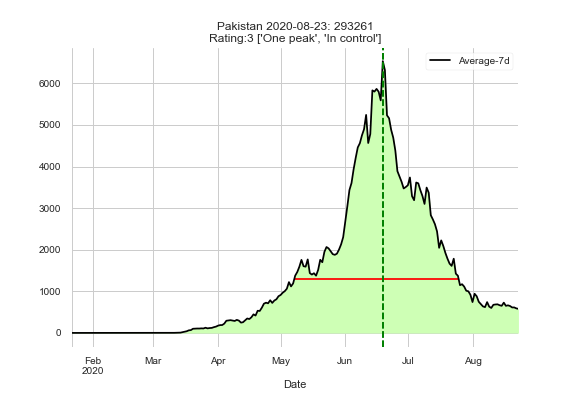 Pakistan 2020-08-23: 293261
Rating:3 ['One peak', 'In control']
Average-7d
6000
5000
4000
3000
2000
1000
0
Feb
2020
Mar
Apr
May
Jun
Jul
Aug
Date